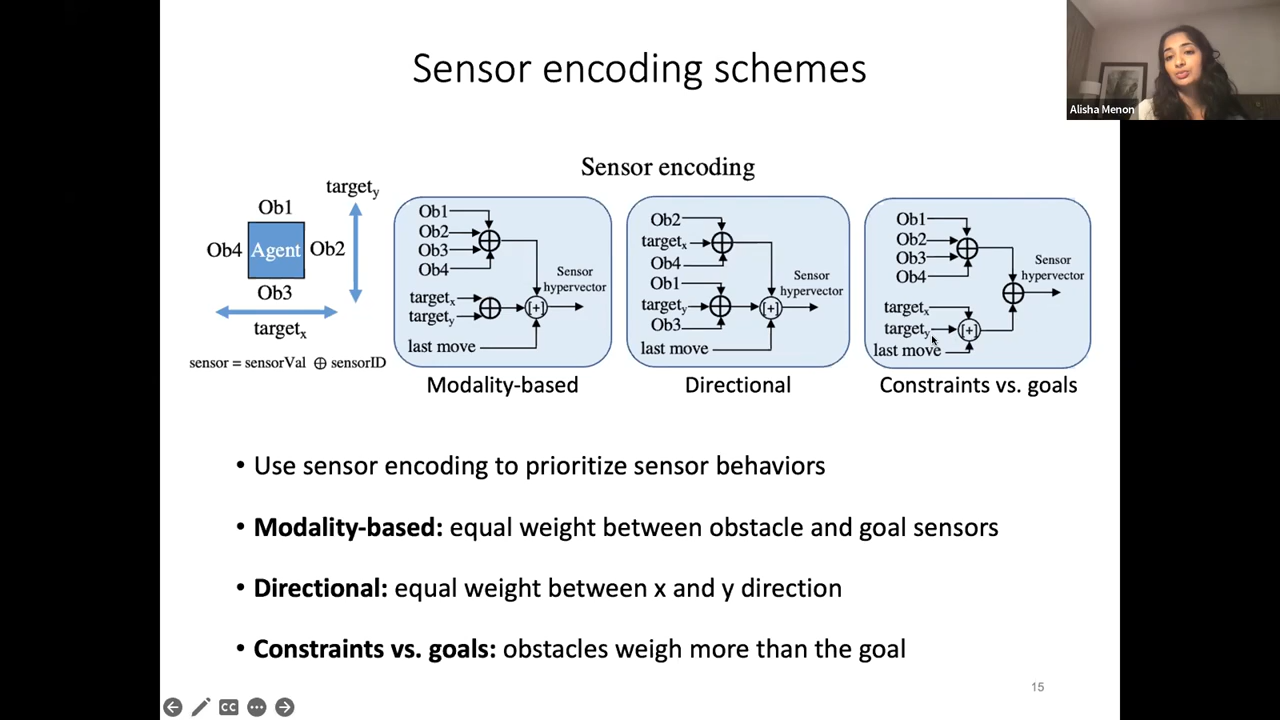 Sensor encoding schemes
Alisha Menon
Sensor encoding
target_y
Ob1
Ob4
Agent
Ob2
Ob3
target_x
sensor = sensorVal ⊕ sensorID
Ob1
Ob2
Ob3
Ob4
target_x
target_y
last move
[+]
Sensor
hypervector
Modality-based
Ob2
target_x
Ob4
Ob1
target_y
Ob3
last move
[+]
Sensor
hypervector
Directional
Ob1
Ob2
Ob3
Ob4
target_x
target_y
last move
[+]
Sensor
hypervector
Constraints vs. goals
• Use sensor encoding to prioritize sensor behaviors
• Modality-based: equal weight between obstacle and goal sensors
• Directional: equal weight between x and y direction
• Constraints vs. goals: obstacles weigh more than the goal
15
CC